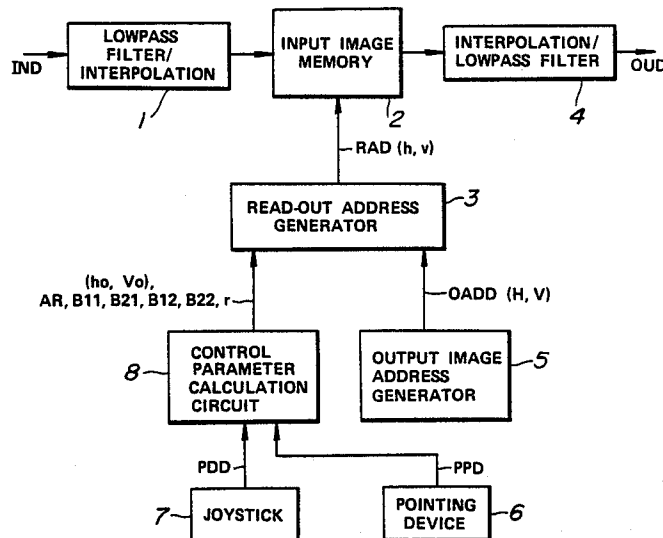 LOWPASS
FILTER/
INTERPOLATION
IND
1
INPUT IMAGE
MEMORY
2
INTERPOLATION/
LOWPASS FILTER
OUD
4
RAD (h, v)
READ-OUT ADDRESS
GENERATOR
3
(ho, Vo),
AR, B11, B21, B12, B22, r
OADD (H, V)
8
CONTROL
PARAMETER
CALCULATION
CIRCUIT
OUTPUT IMAGE
ADDRESS
GENERATOR
5
PDD
PPD
7
JOYSTICK
POINTING
DEVICE
6